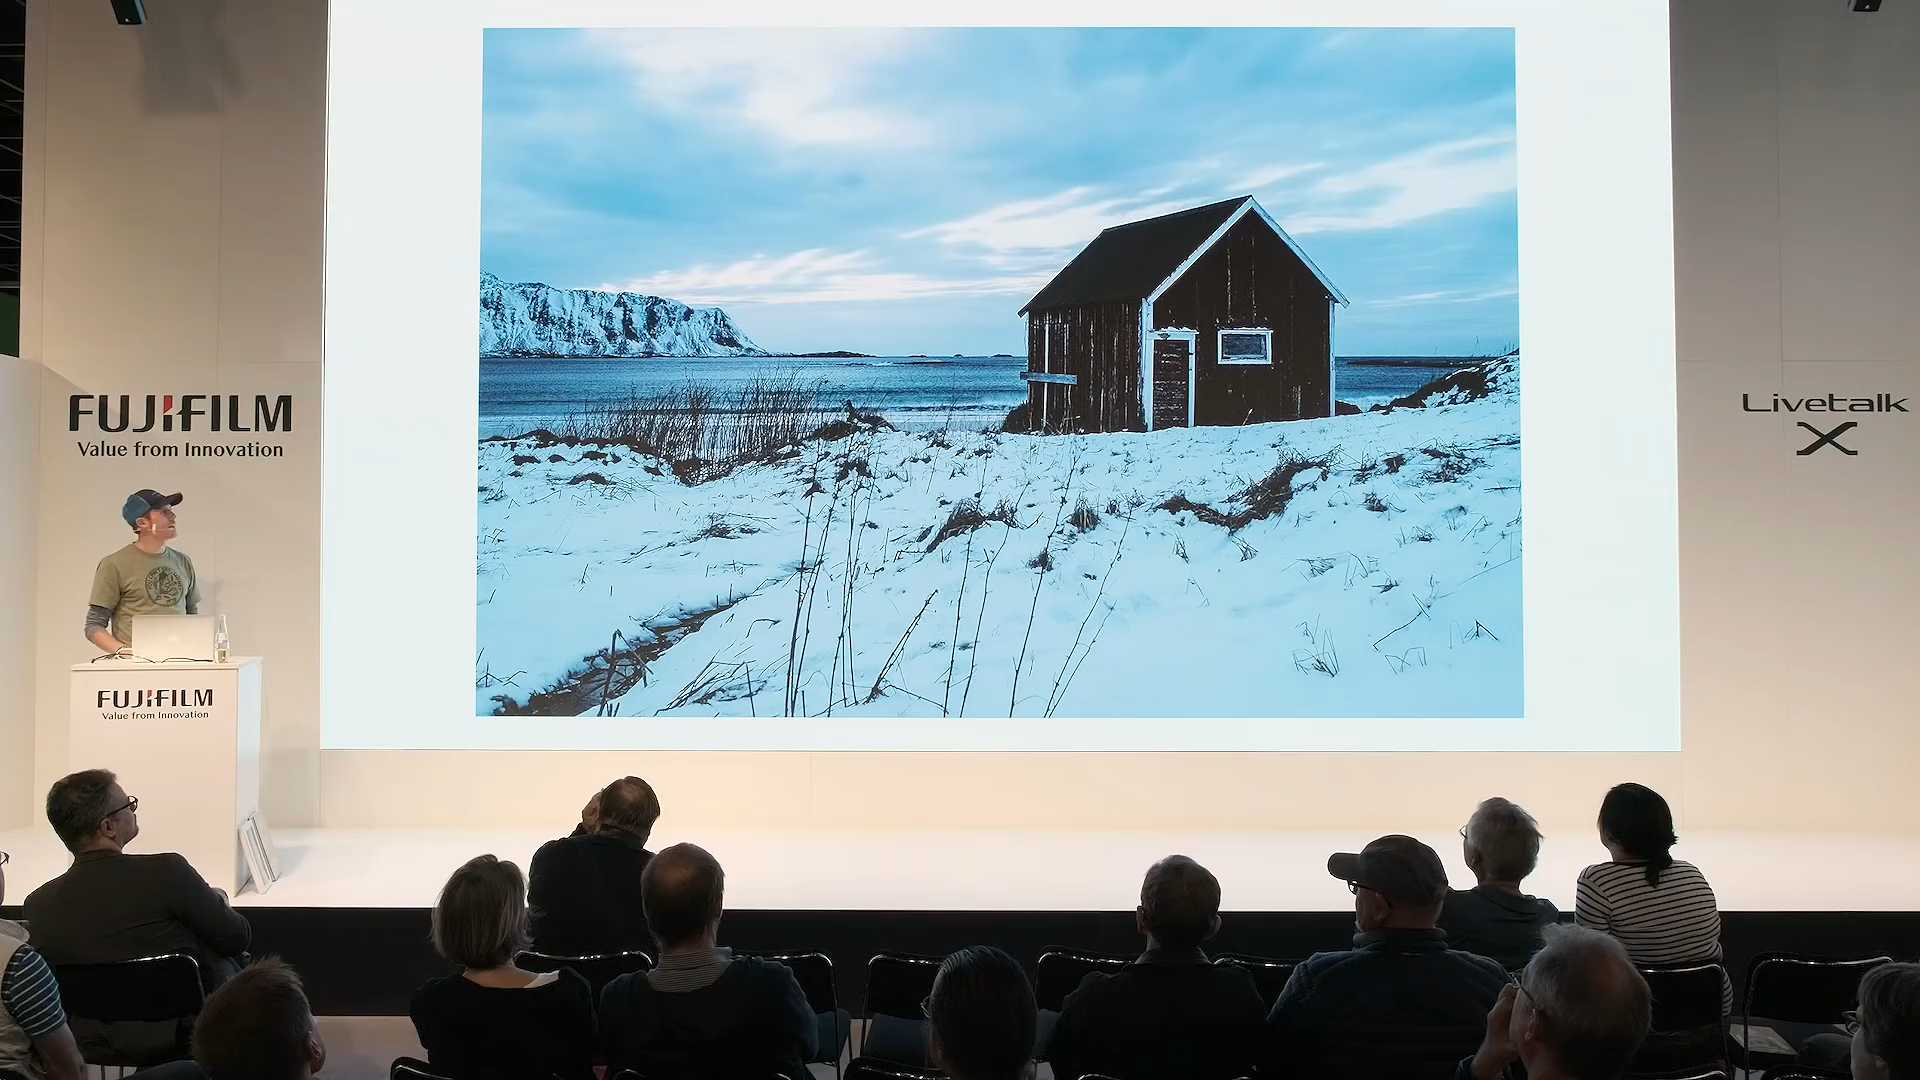 FUJIFILM
Value from Innovation
Livetalk
X
FUJIFILM
Value from Innovation